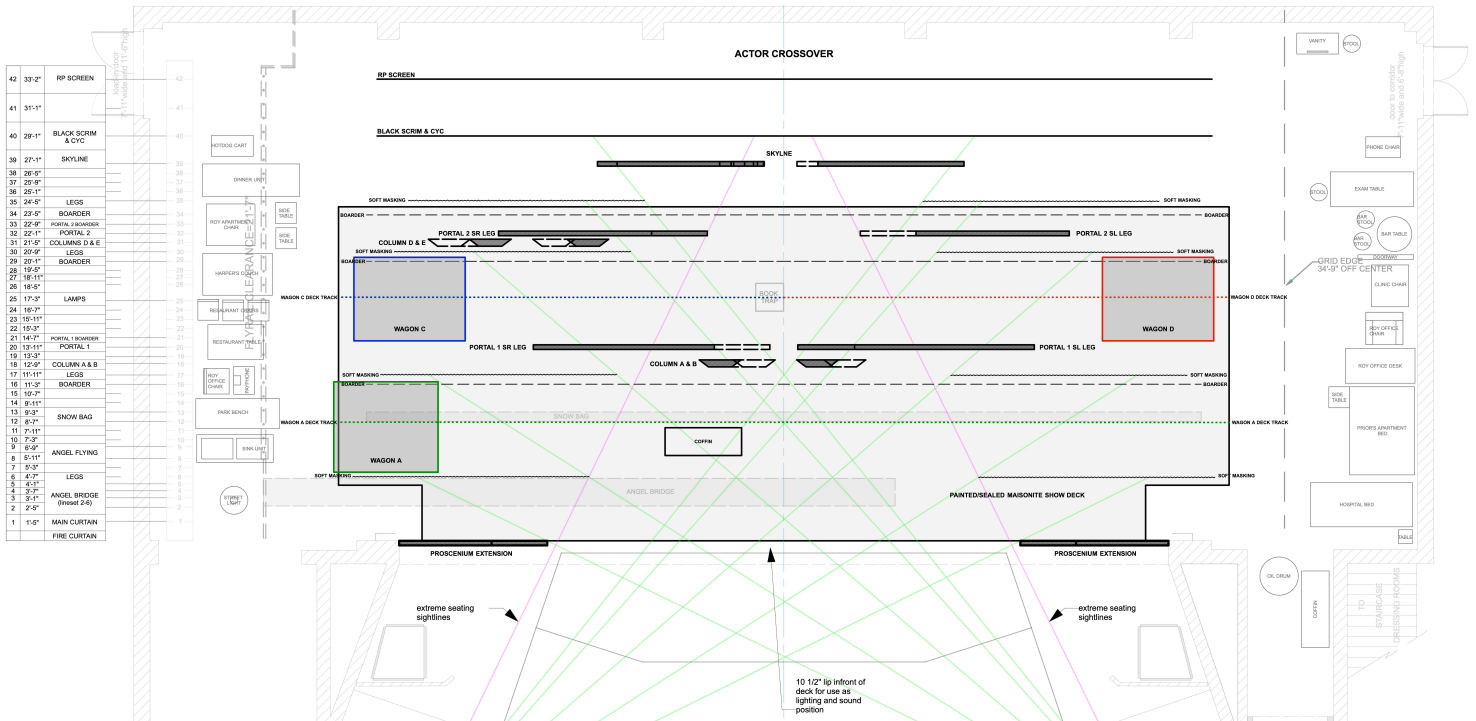 ACTOR CROSSOVER
42 33'-2" RP SCREEN
41 31'-1"
40 29'-1" BLACK SCRIM
& CYC
39 27'-1" SKYLINE
38 26'-5"
37 25'-9"
36 25'-1"
35 24'-5" LEGS
34 23'-5" BOARDER
33 22'-9" PORTAL 2 BOARDER
32 22'-1" PORTAL 2
31 21'-5" COLUMNS D & E
30 20'-9" LEGS
29 20'-1" BOARDER
28 19'-5"
27 18'-11"
26 18'-5"
25 17'-3" LAMPS
24 16'-7"
23 15'-11"
22 15'-3"
21 14'-7" PORTAL 1 BOARDER
20 13'-11" PORTAL 1
19 13'-3"
18 12'-9" COLUMN A & B
17 11'-11" LEGS
16 11'-3" BOARDER
15 10'-7"
14 9'-11"
13 9'-3"
SNOW BAG
12 8'-7"
11 7'-11"
10 7'-3"
9 6'-9"
ANGEL FLYING
8 5'-11"
7 5'-3"
6 4'-7" LEGS
5 4'-1"
4 3'-7"
ANGEL BRIDGE
3 3'-1"
(lineset 2-6)
2 2'-5"
1 1'-5" MAIN CURTAIN
FIRE CURTAIN
HOTDOG CART
DINNER UNIT
SIDE
TABLE
ROY APARTMENT
CHAIR
SIDE
TABLE
HARPER'S COUCH
RESTAURANT CHAIRS
RESTAURANT TABLE
ROY
OFFICE
CHAIR
PAYPHONE
PARK BENCH
SINK UNIT
STREET
LIGHT
RP SCREEN
BLACK SCRIM & CYC
SKYLNE
SOFT MASKING
SOFT MASKING
BOARDER
BOARDER
PORTAL 2 SR LEG
PORTAL 2 SL LEG
COLUMN D & E
SOFT MASKING
SOFT MASKING
BOARDER
BOARDER
WAGON C DECK TRACK
BOOK
TRAP
WAGON D DECK TRACK
WAGON C
WAGON D
PORTAL 1 SR LEG
PORTAL 1 SL LEG
COLUMN A & B
SOFT MASKING
SOFT MASKING
BOARDER
BOARDER
SNOW BAG
WAGON A DECK TRACK
WAGON A DECK TRACK
COFFIN
WAGON A
SOFT MASKING
SOFT MASKING
ANGEL BRIDGE
PAINTED/SEALED MAISONITE SHOW DECK
PROSCENIUM EXTENSION
PROSCENIUM EXTENSION
extreme seating
sightlines
extreme seating
sightlines
10 1/2" lip infront of
deck for use as
lighting and sound
position
VANITY
STOOL
PHONE CHAIR
STOOL
EXAM TABLE
BAR
STOOL
BAR TABLE
BAR
STOOL
DOORWAY
GRID EDGE
34'-9" OFF CENTER
CLINIC CHAIR
ROY OFFICE
CHAIR
ROY OFFICE DESK
SIDE
TABLE
PRIOR'S APARTMENT
BED
HOSPITAL BED
TABLE
OIL DRUM
COFFIN
TO
STAIRCASE
DRESSING ROOMS